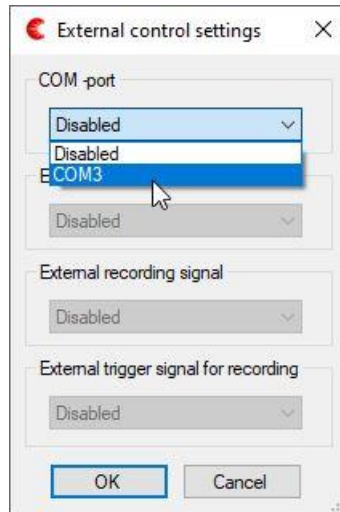 External control settings
COM -port
Disabled
Disabled
COM3
Disabled
External recording signal
Disabled
External trigger signal for recording
Disabled
OK
Cancel